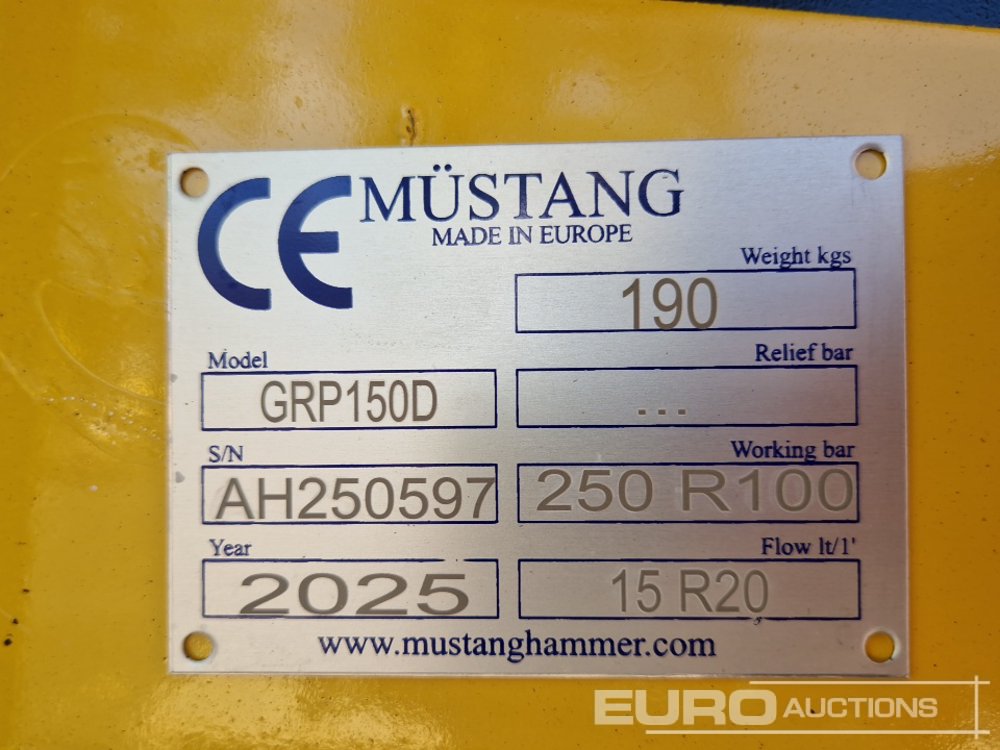 CE MÜSTANG
MADE IN EUROPE
Weight kgs
190
Model
GRP150D
Relief bar
...
S/N
AH250597
Working bar
250 R100
Year
2025
Flow lt/1'
15 R20
www.mustanghammer.com
EURO AUCTIONS